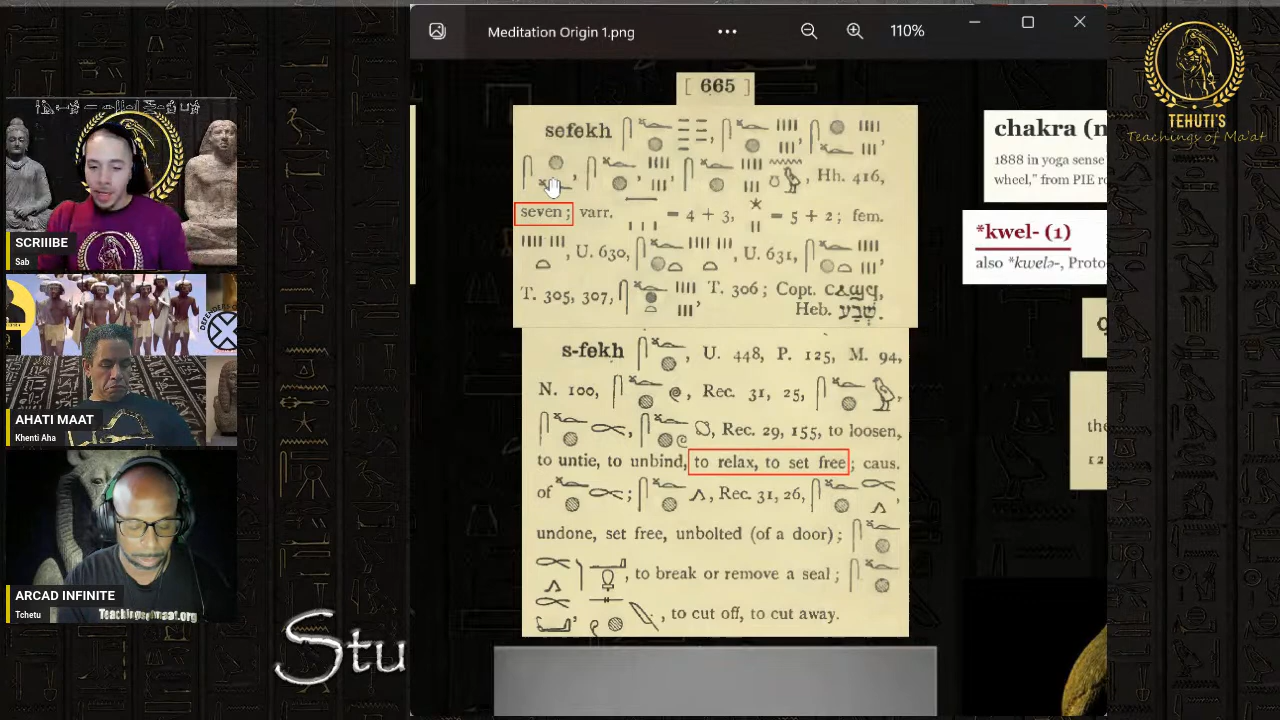 Meditation Origin 1.png
...
110%
[ 665 ]
sefekh
, Hh. 416,
seven; varr. = 4 + 3, = 5 + 2; fem.
, U. 630, , U. 631,
T. 305, 307, T. 306; Copt. ⲥⲁϣϥ,
Heb. שֶׁבַע.
s-fekh , U. 448, P. 125, M. 94,
N. 100, , Rec. 31, 25,
, Rec. 29, 155, to loosen,
to untie, to unbind, to relax, to set free; caus.
of ; , Rec. 31, 26,
undone, set free, unbolted (of a door);
, to break or remove a seal;
, to cut off, to cut away.
chakra (n
1888 in yoga sense
wheel," from PIE
*kwel- (1)
also *kwelə-, Proto
TEHUTI'S
Teachings of Ma'at
SCRIIIBE
Sab
AHATI MAAT
Khenti Aha
ARCAD INFINITE
Tchetu
Teachingsofmaat.org
Stu